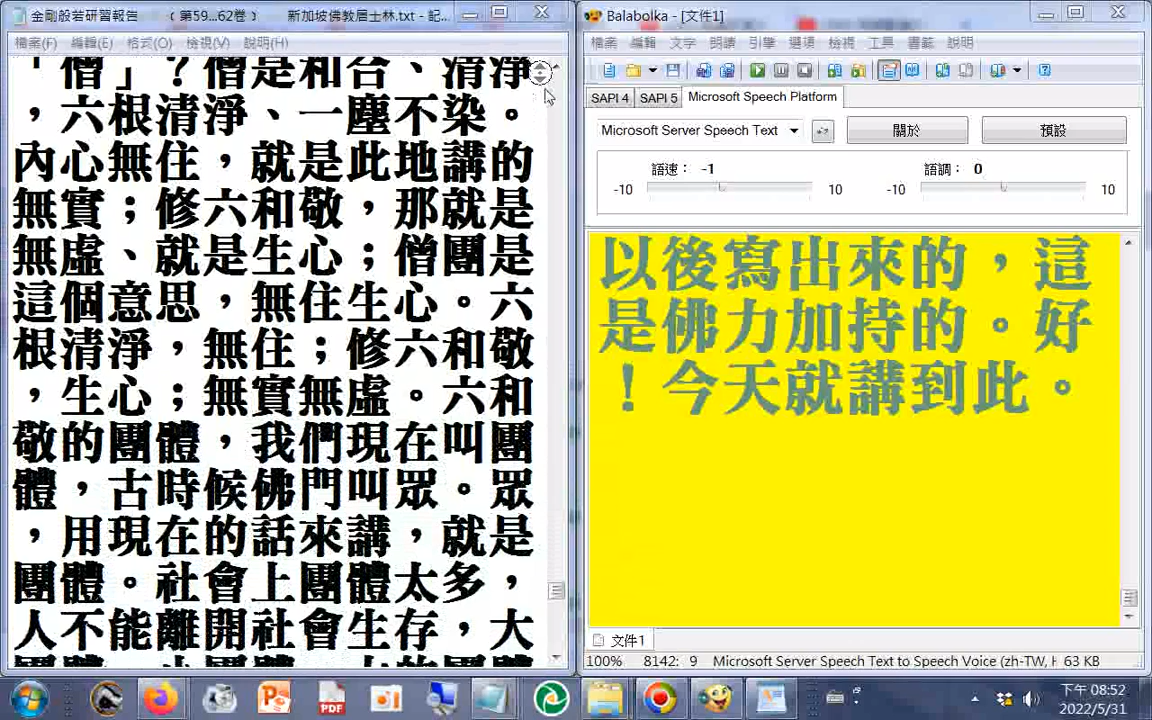 金剛般若研習報告 ( 第59...62卷 ) 新加坡佛教居士林.txt - 記...
檔案(F) 編輯(E) 格式(O) 檢視(V) 說明(H)
「僧」？僧是和合、清淨
，六根清淨、一塵不染。
內心無住，就是此地講的
無實；修六和敬，那就是
無虛、就是生心；僧團是
這個意思，無住生心。六
根清淨，無住；修六和敬
，生心；無實無虛。六和
敬的團體，我們現在叫團
體，古時候佛門叫眾。眾
，用現在的話來講，就是
團體。社會上團體太多，
人不能離開社會生存，大
Balabolka - [文件1]
檔案 編輯 文字 朗讀 引擎 選項 檢視 工具 書籤 說明
SAPI 4 SAPI 5 Microsoft Speech Platform
Microsoft Server Speech Text 關於 預設
語速： -1 語調： 0
-10 10 -10 10
以後寫出來的，這
是佛力加持的。好
！今天就講到此。
文件1
100% 8142: 9 Microsoft Server Speech Text to Speech Voice (zh-TW, H 63 KB
下午 08:52
2022/5/31